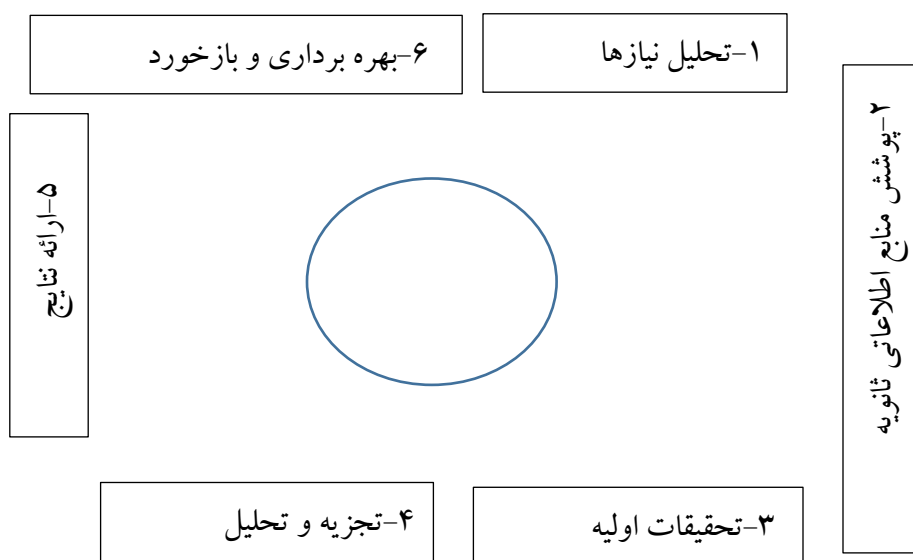 ۱-تحلیل نیازها
۲-پوشش منابع اطلاعاتی ثانویه
۳-تحقیقات اولیه
۴-تجزیه و تحلیل
۵-ارائه نتایج
۶-بهره برداری و بازخورد